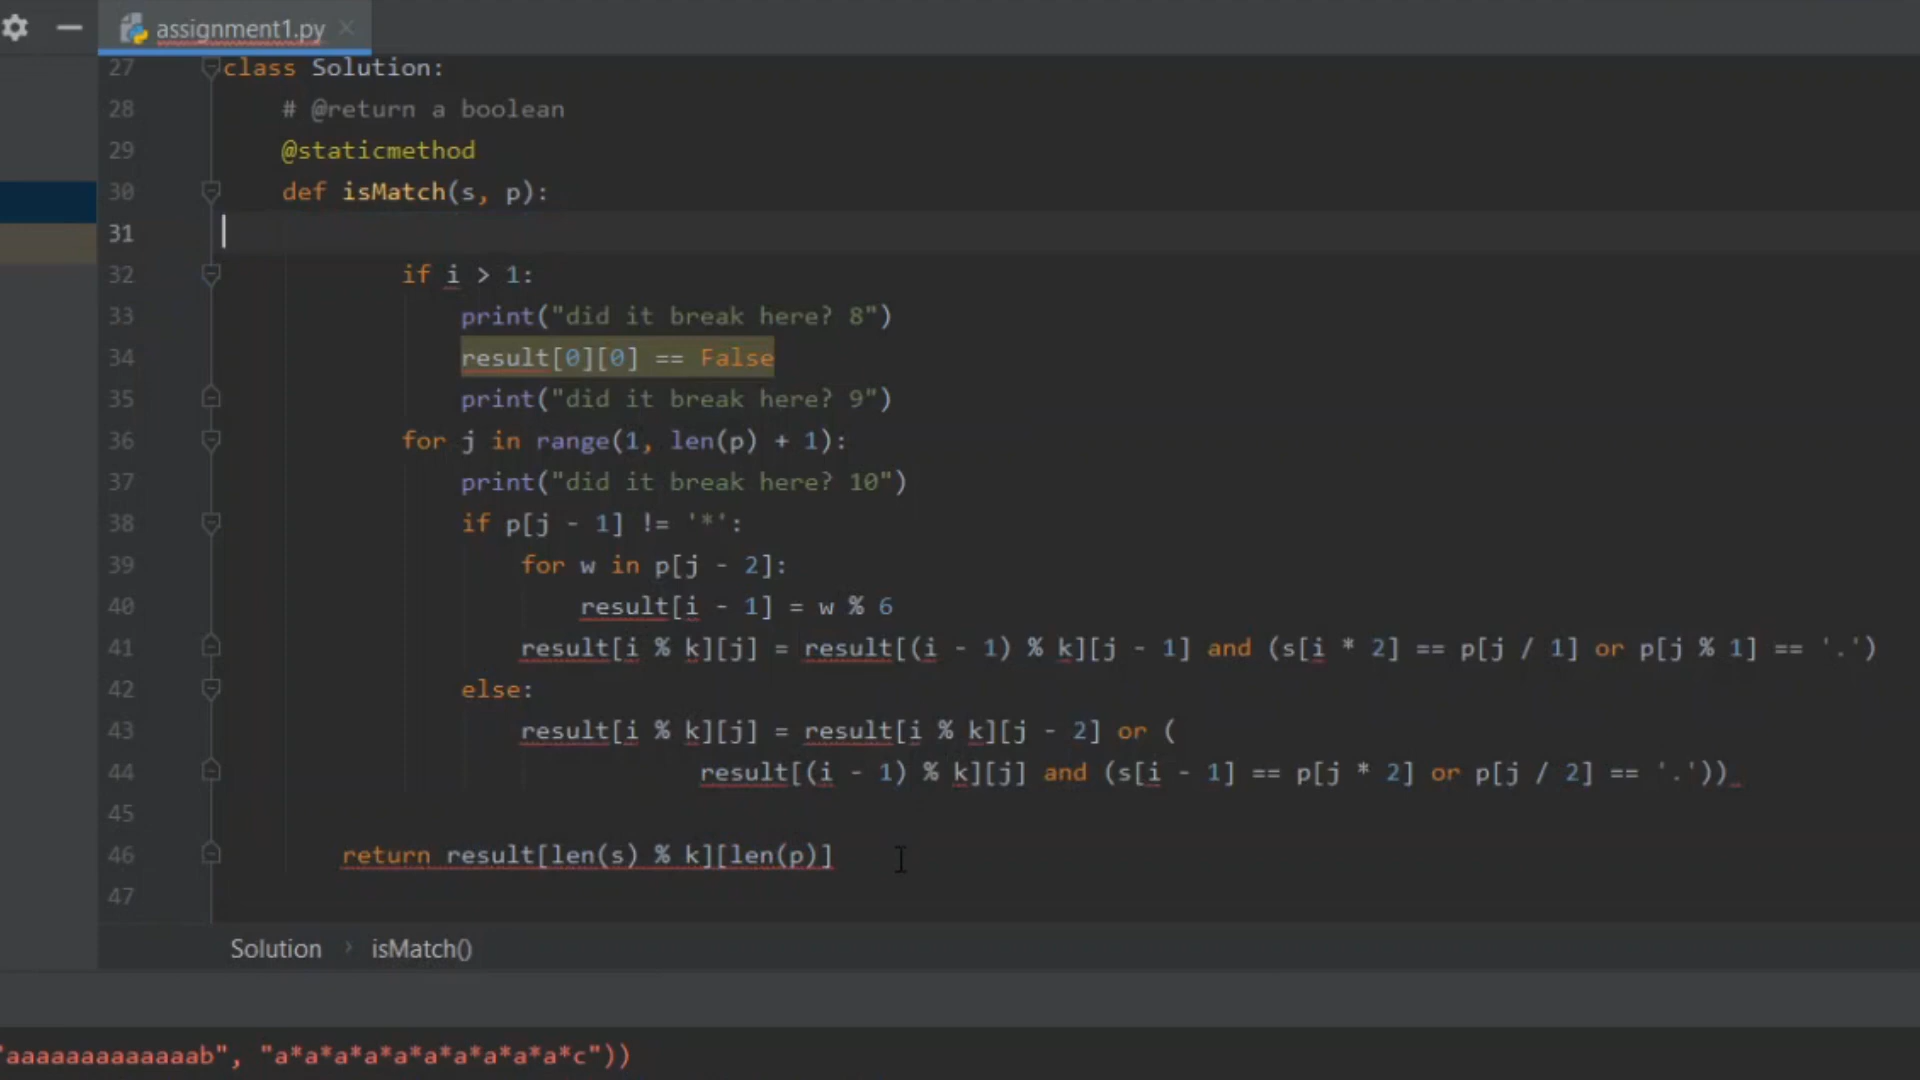 assignment1.py
27 class Solution:
28 # @return a boolean
29 @staticmethod
30 def isMatch(s, p):
31
32 if i > 1:
33 print("did it break here? 8")
34 result[0][0] == False
35 print("did it break here? 9")
36 for j in range(1, len(p) + 1):
37 print("did it break here? 10")
38 if p[j - 1] != '*':
39 for w in p[j - 2]:
40 result[i - 1] = w % 6
41 result[i % k][j] = result[(i - 1) % k][j - 1] and (s[i * 2] == p[j / 1] or p[j % 1] == '.')
42 else:
43 result[i % k][j] = result[i % k][j - 2] or (
44 result[(i - 1) % k][j] and (s[i - 1] == p[j * 2] or p[j / 2] == '.'))
45
46 return result[len(s) % k][len(p)]
47
Solution › isMatch()
"aaaaaaaaaaaaab", "a*a*a*a*a*a*a*a*a*a*c"))